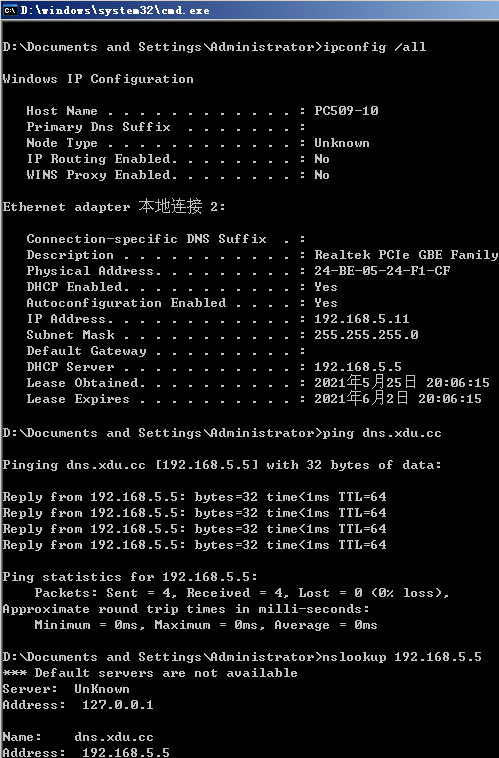 D:\windows\system32\cmd.exe
D:\Documents and Settings\Administrator>ipconfig /all
Windows IP Configuration
Host Name . . . . . . . . . . . . : PC509-10
Primary Dns Suffix . . . . . . . :
Node Type . . . . . . . . . . . . : Unknown
IP Routing Enabled. . . . . . . . : No
WINS Proxy Enabled. . . . . . . . : No
Ethernet adapter 本地连接 2:
Connection-specific DNS Suffix . :
Description . . . . . . . . . . . : Realtek PCIe GBE Family
Physical Address. . . . . . . . . : 24-BE-05-24-F1-CF
DHCP Enabled. . . . . . . . . . . : Yes
Autoconfiguration Enabled . . . . : Yes
IP Address. . . . . . . . . . . . : 192.168.5.11
Subnet Mask . . . . . . . . . . . : 255.255.255.0
Default Gateway . . . . . . . . . :
DHCP Server . . . . . . . . . . . : 192.168.5.5
Lease Obtained. . . . . . . . . . : 2021年5月25日 20:06:15
Lease Expires . . . . . . . . . . : 2021年6月2日 20:06:15
D:\Documents and Settings\Administrator>ping dns.xdu.cc
Pinging dns.xdu.cc [192.168.5.5] with 32 bytes of data:
Reply from 192.168.5.5: bytes=32 time<1ms TTL=64
Reply from 192.168.5.5: bytes=32 time<1ms TTL=64
Reply from 192.168.5.5: bytes=32 time<1ms TTL=64
Reply from 192.168.5.5: bytes=32 time<1ms TTL=64
Ping statistics for 192.168.5.5:
Packets: Sent = 4, Received = 4, Lost = 0 (0% loss),
Approximate round trip times in milli-seconds:
Minimum = 0ms, Maximum = 0ms, Average = 0ms
D:\Documents and Settings\Administrator>nslookup 192.168.5.5
*** Default servers are not available
Server: UnKnown
Address: 127.0.0.1
Name: dns.xdu.cc
Address: 192.168.5.5